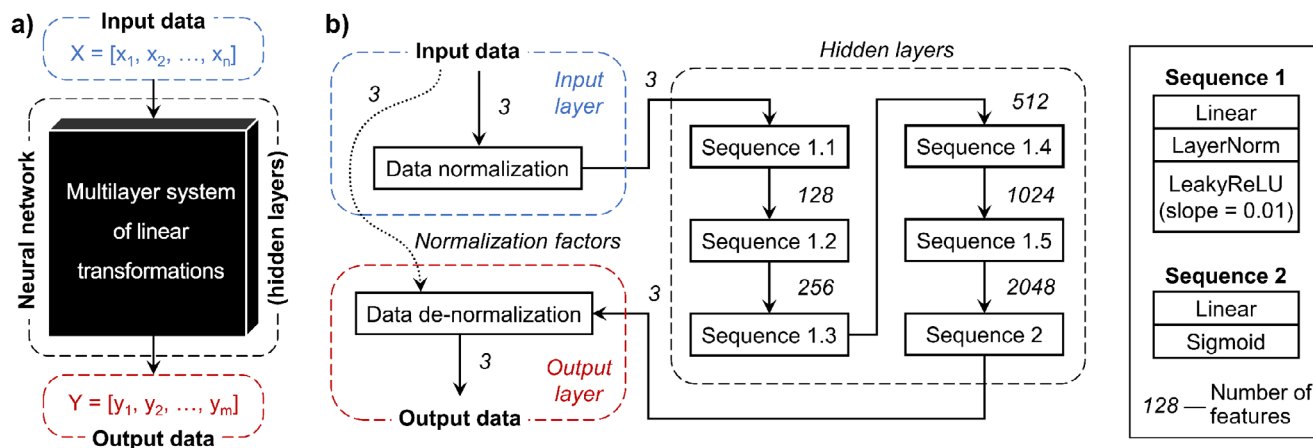 a)
Input data
X = [x₁, x₂, …, xₙ]
Neural network
Multilayer system
of linear
transformations
(hidden layers)
Y = [y₁, y₂, …, yₘ]
Output data
b)
Input data
Input
layer
3
3
Data normalization
3
Normalization factors
Data de-normalization
3
3
Output
layer
Output data
Hidden layers
Sequence 1.1
128
Sequence 1.2
256
Sequence 1.3
512
Sequence 1.4
1024
Sequence 1.5
2048
Sequence 2
Sequence 1
Linear
LayerNorm
LeakyReLU
(slope = 0.01)
Sequence 2
Linear
Sigmoid
128 — Number of
features